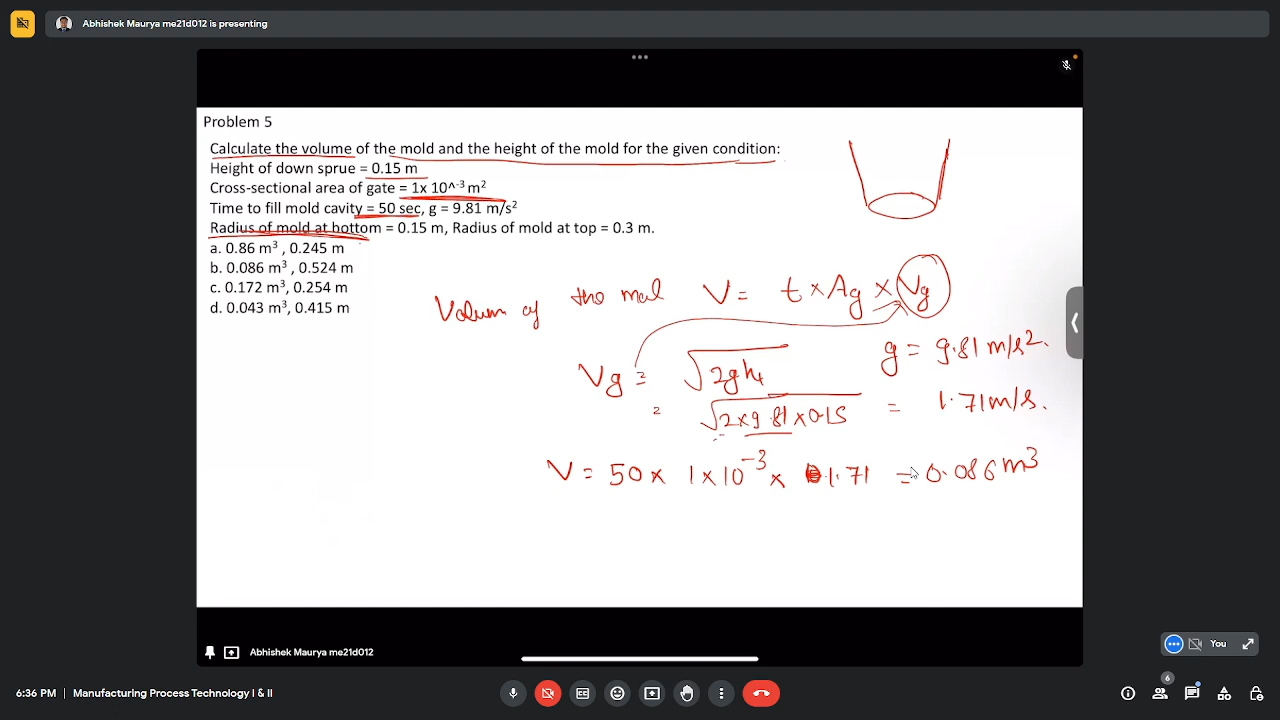 Abhishek Maurya me21d012 is presenting
Problem 5
Calculate the volume of the mold and the height of the mold for the given condition:
Height of down sprue = 0.15 m
Cross-sectional area of gate = 1x 10^⁻³ m²
Time to fill mold cavity = 50 sec, g = 9.81 m/s²
Radius of mold at bottom = 0.15 m, Radius of mold at top = 0.3 m.
a. 0.86 m³ , 0.245 m
b. 0.086 m³ , 0.524 m
c. 0.172 m³, 0.254 m
d. 0.043 m³, 0.415 m
Volum of the mol V = t × Ag × Vg
g = 9.81 m/s².
Vg = √2ght
= √2×9.81×0.15 = 1.71 m/s.
V = 50 × 1×10⁻³ × 1.71 = 0.086 m³
Abhishek Maurya me21d012
You
6
6:36 PM | Manufacturing Process Technology I & II